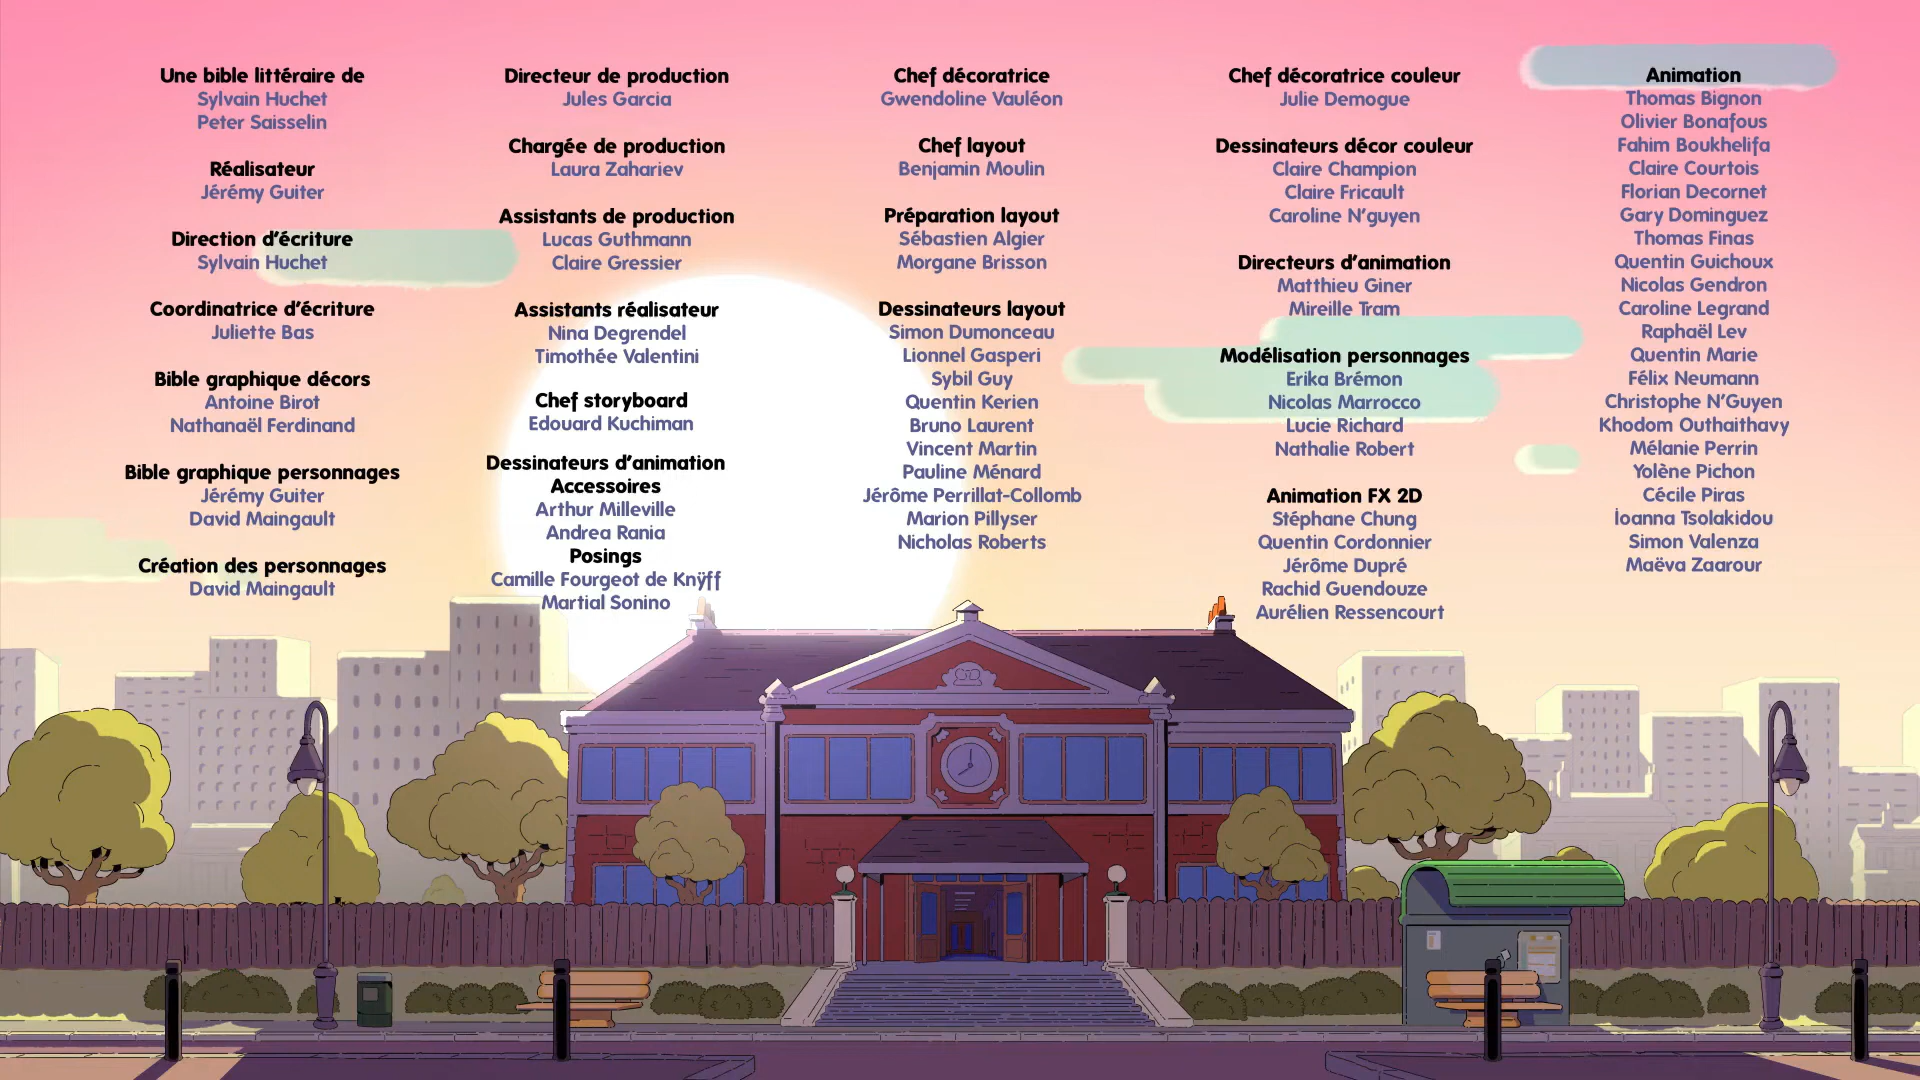 Une bible littéraire de
Sylvain Huchet
Peter Saisselin
Réalisateur
Jérémy Guiter
Direction d'écriture
Sylvain Huchet
Coordinatrice d'écriture
Juliette Bas
Bible graphique décors
Antoine Birot
Nathanaël Ferdinand
Bible graphique personnages
Jérémy Guiter
David Maingault
Création des personnages
David Maingault
Directeur de production
Jules Garcia
Chargée de production
Laura Zahariev
Assistants de production
Lucas Guthmann
Claire Gressier
Assistants réalisateur
Nina Degrendel
Timothée Valentini
Chef storyboard
Edouard Kuchiman
Dessinateurs d'animation
Accessoires
Arthur Milleville
Andrea Rania
Posings
Camille Fourgeot de Knÿff
Martial Sonino
Chef décoratrice
Gwendoline Vauléon
Chef layout
Benjamin Moulin
Préparation layout
Sébastien Algier
Morgane Brisson
Dessinateurs layout
Simon Dumonceau
Lionnel Gasperi
Sybil Guy
Quentin Kerien
Bruno Laurent
Vincent Martin
Pauline Ménard
Jérôme Perrillat-Collomb
Marion Pillyser
Nicholas Roberts
Chef décoratrice couleur
Julie Demogue
Dessinateurs décor couleur
Claire Champion
Claire Fricault
Caroline N'guyen
Directeurs d'animation
Matthieu Giner
Mireille Tram
Modélisation personnages
Erika Brémon
Nicolas Marrocco
Lucie Richard
Nathalie Robert
Animation FX 2D
Stéphane Chung
Quentin Cordonnier
Jérôme Dupré
Rachid Guendouze
Aurélien Ressencourt
Animation
Thomas Bignon
Olivier Bonafous
Fahim Boukhelifa
Claire Courtois
Florian Decornet
Gary Dominguez
Thomas Finas
Quentin Guichoux
Nicolas Gendron
Caroline Legrand
Raphaël Lev
Quentin Marie
Félix Neumann
Christophe N'Guyen
Khodom Outhaithavy
Mélanie Perrin
Yolène Pichon
Cécile Piras
İoanna Tsolakidou
Simon Valenza
Maëva Zaarour